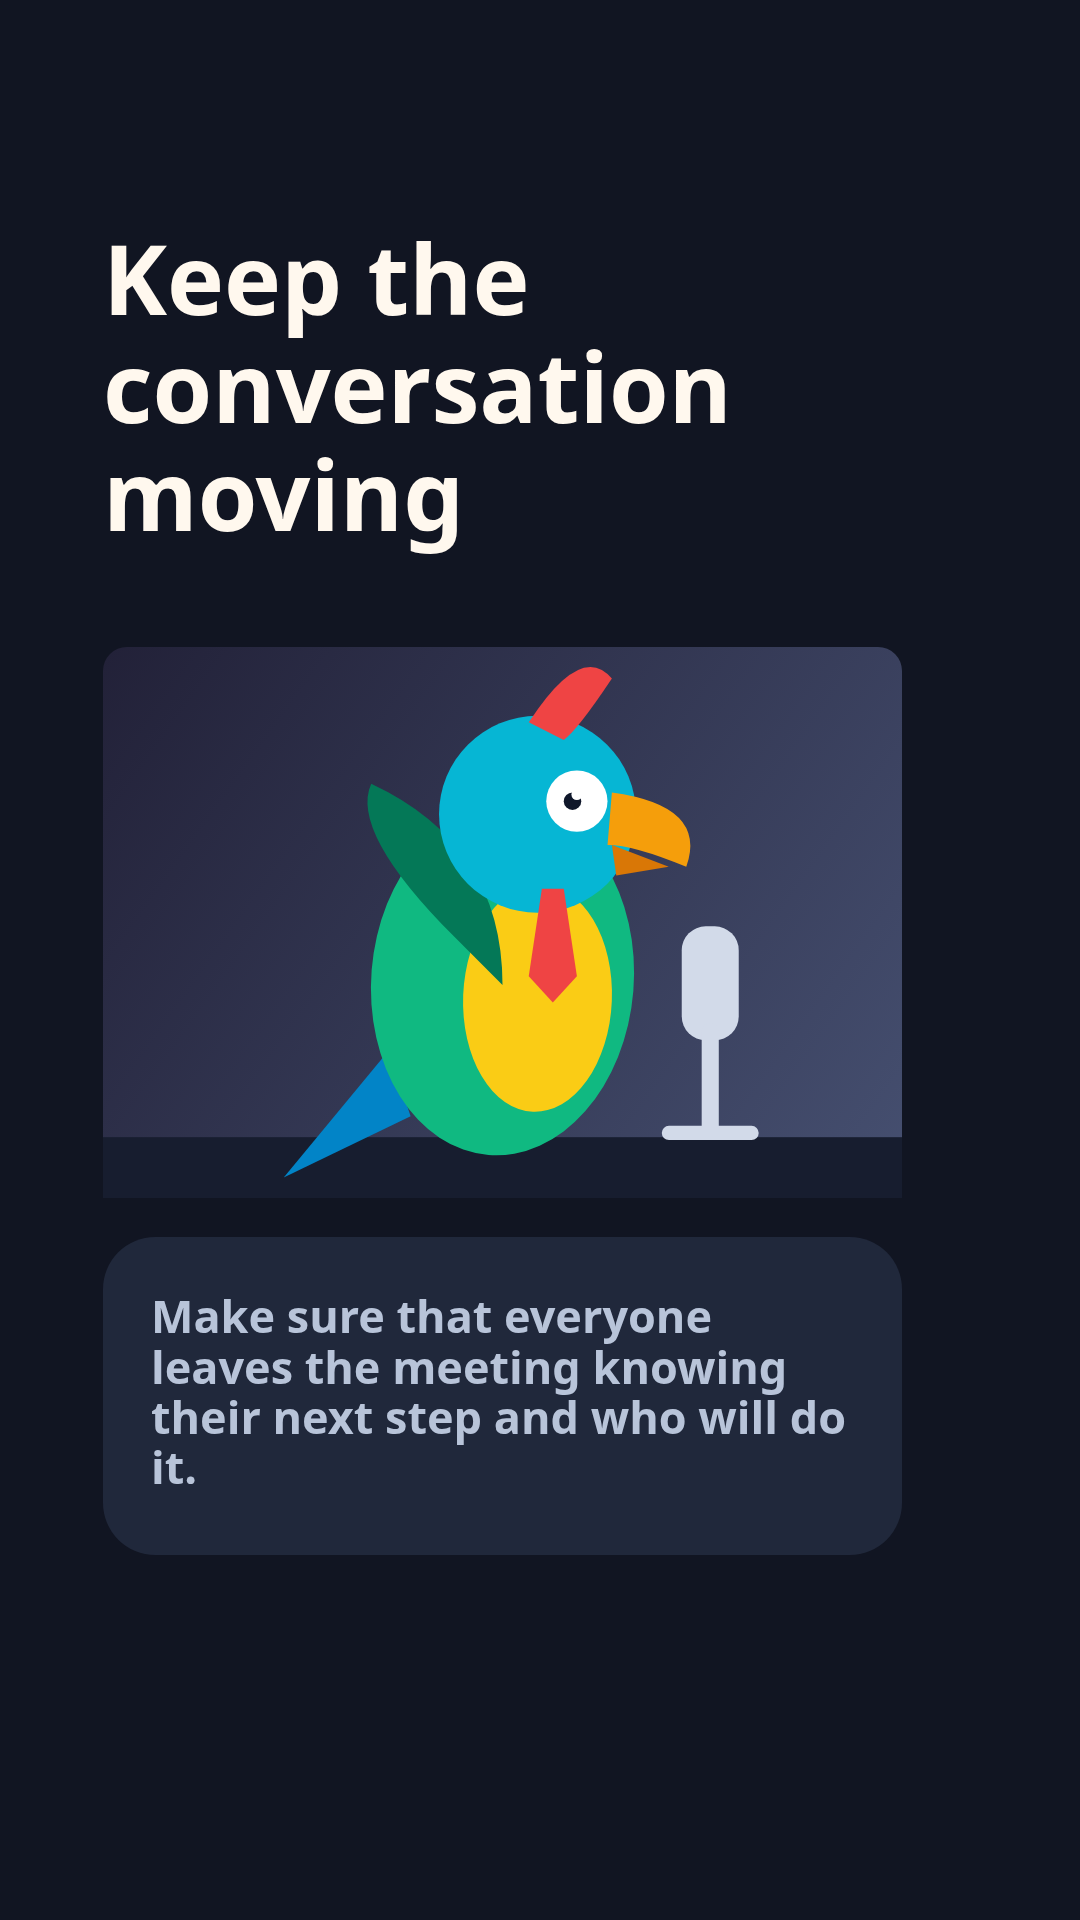 Keep the
conversation
moving
Make sure that everyone
leaves the meeting knowing
their next step and who will do
it.